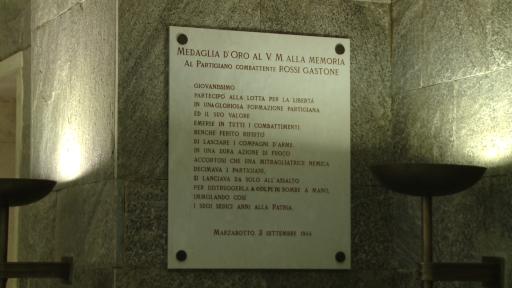 MEDAGLIA D'ORO AL V. M. ALLA MEMORIA
AL PARTIGIANO COMBATTENTE ROSSI GASTONE
GIOVANISSIMO
PARTECIPÒ ALLA LOTTA PER LA LIBERTÀ
IN UNA GLORIOSA FORMAZIONE PARTIGIANA
ED IL SUO VALORE
EMERSE IN TUTTI I COMBATTIMENTI.
BENCHÈ FERITO RIFIUTÒ
DI LASCIARE I COMPAGNI D'ARME.
IN UNA DURA AZIONE DI FUOCO
ACCORTOSI CHE UNA MITRAGLIATRICE NEMICA
DECIMAVA I PARTIGIANI,
SI LANCIAVA DA SOLO ALL'ASSALTO
PER DISTRUGGERLA A COLPI DI BOMBE A MANO,
IMMOLANDO COSÌ
I SUOI SEDICI ANNI ALLA PATRIA.
MARZABOTTO, 2 SETTEMBRE 1944